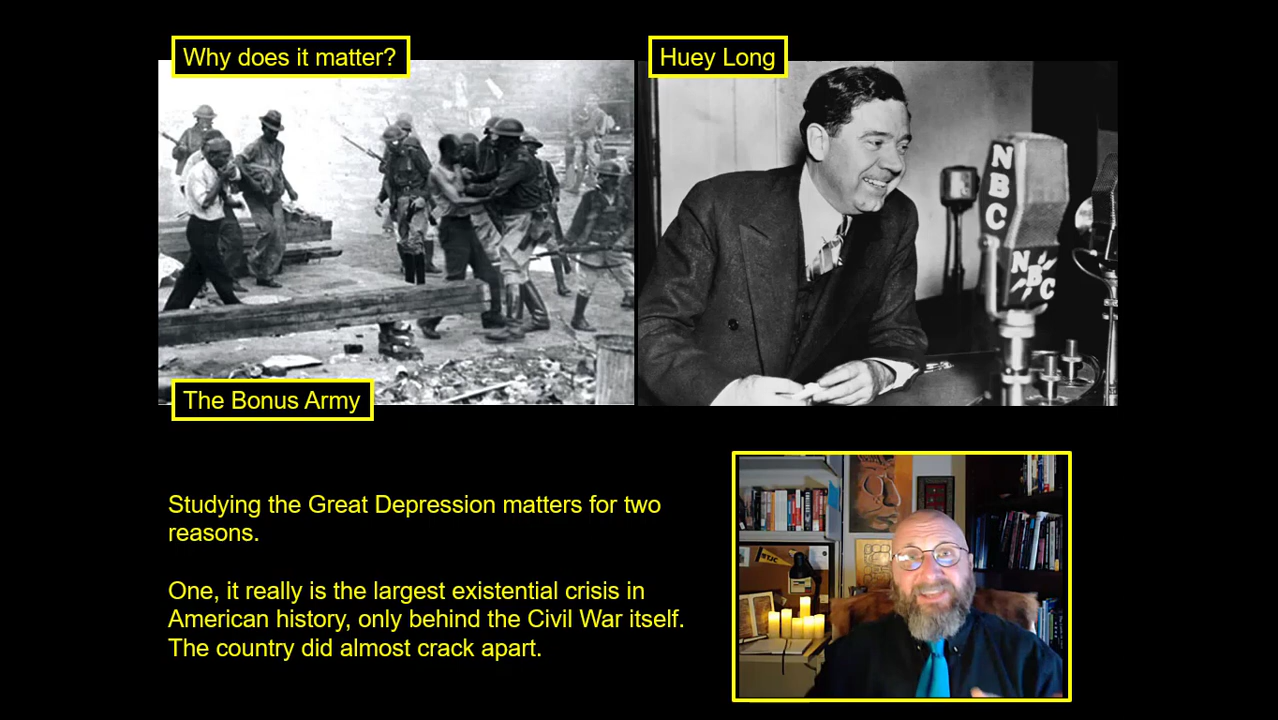 Why does it matter?
Huey Long
NBC
NBC
The Bonus Army
Studying the Great Depression matters for two
reasons.
One, it really is the largest existential crisis in
American history, only behind the Civil War itself.
The country did almost crack apart.